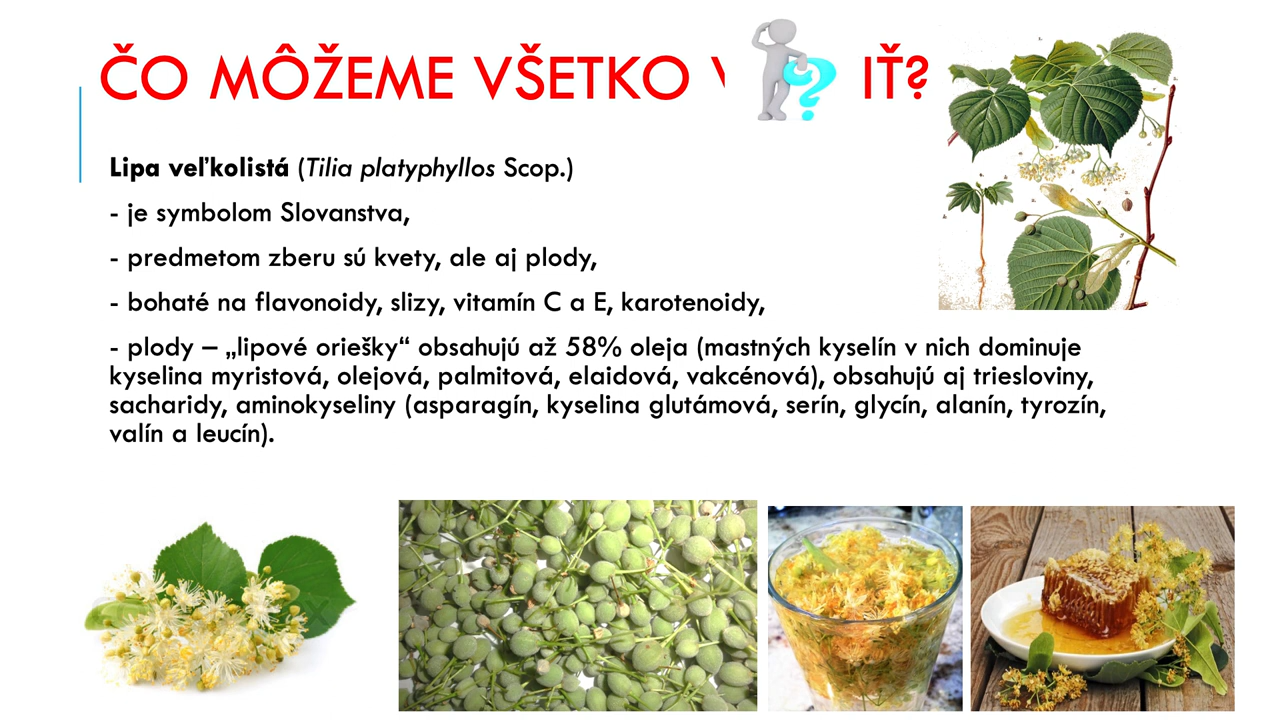 ČO MÔŽEME VŠETKO V IŤ?
Lipa veľkolistá (Tilia platyphyllos Scop.)
- je symbolom Slovanstva,
- predmetom zberu sú kvety, ale aj plody,
- bohaté na flavonoidy, slizy, vitamín C a E, karotenoidy,
- plody – „lipové oriešky“ obsahujú až 58% oleja (mastných kyselín v nich dominuje
kyselina myristová, olejová, palmitová, elaidová, vakcénová), obsahujú aj triesloviny,
sacharidy, aminokyseliny (asparagín, kyselina glutámová, serín, glycín, alanín, tyrozín,
valín a leucín).